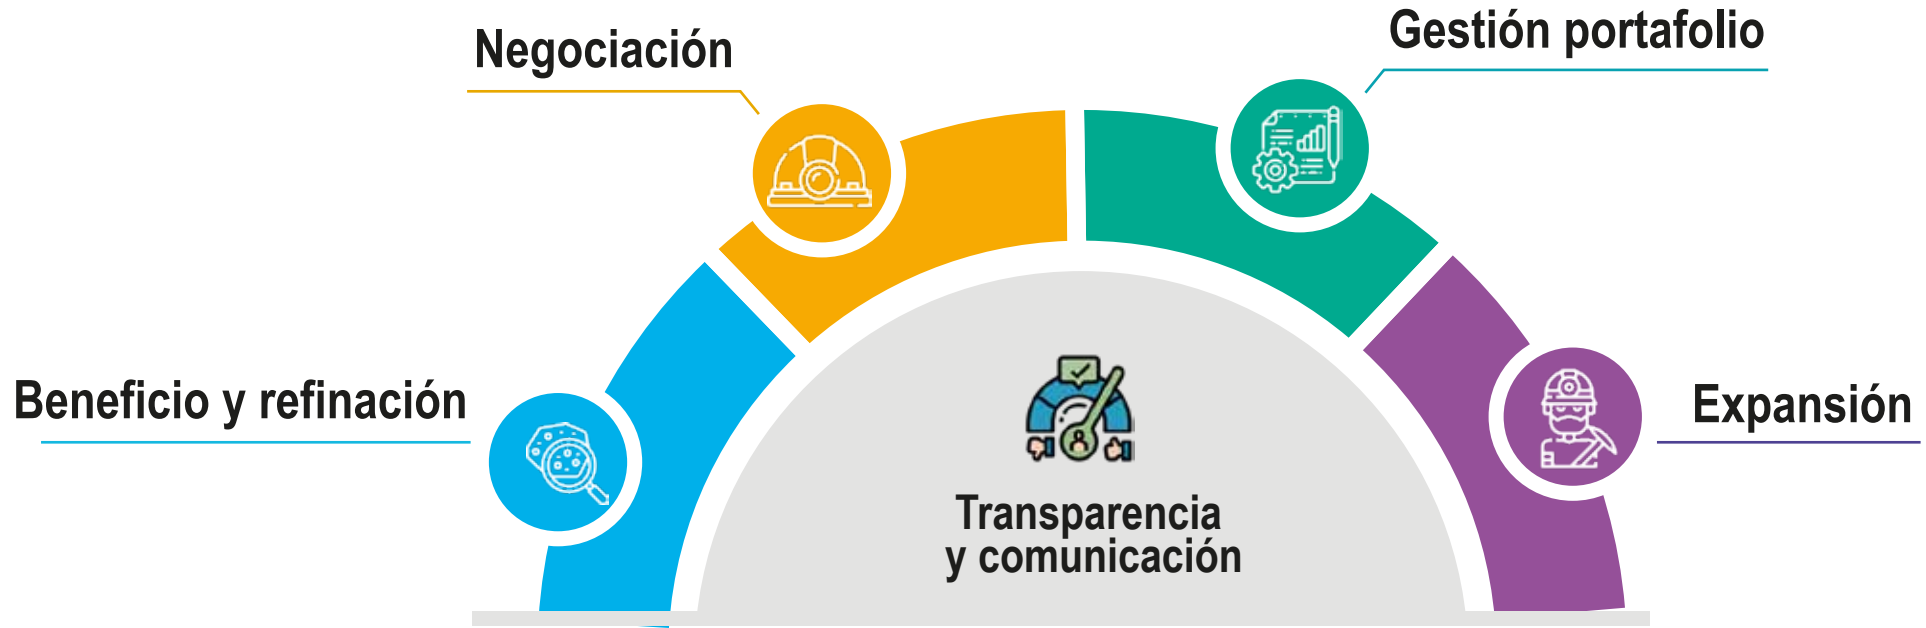 Negociación
Gestión portafolio
Beneficio y refinación
Expansión
Transparencia
y comunicación